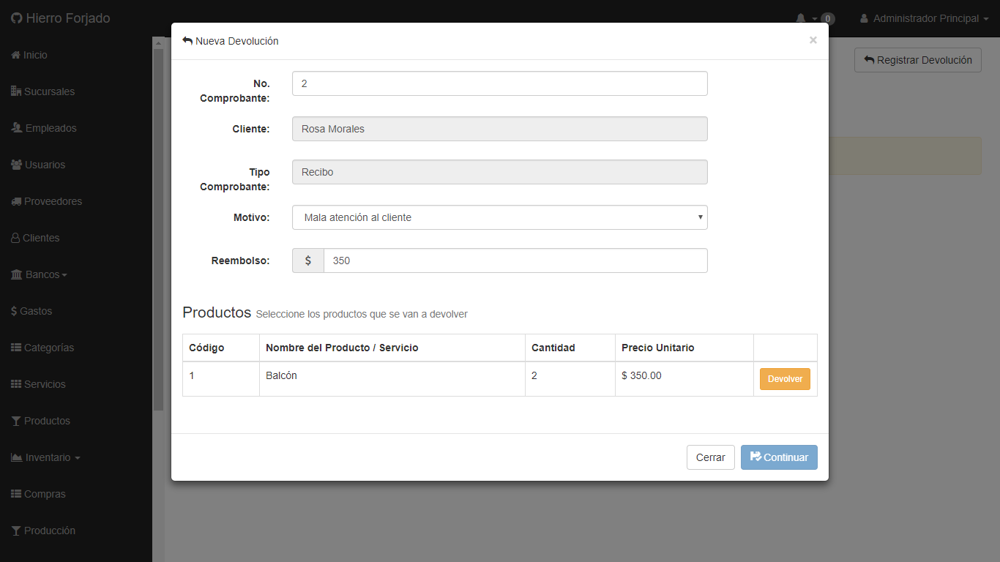 Hierro Forjado
0
Administrador Principal
Inicio
Sucursales
Empleados
Usuarios
Proveedores
Clientes
Bancos
$ Gastos
Categorías
Servicios
Productos
Inventario
Compras
Producción
Registrar Devolución
Nueva Devolución
×
No. Comprobante:
2
Cliente:
Rosa Morales
Tipo Comprobante:
Recibo
Motivo:
Mala atención al cliente
Reembolso:
$ 350
Productos Seleccione los productos que se van a devolver
Código Nombre del Producto / Servicio Cantidad Precio Unitario
1 Balcón 2 $ 350.00 Devolver
Cerrar Continuar